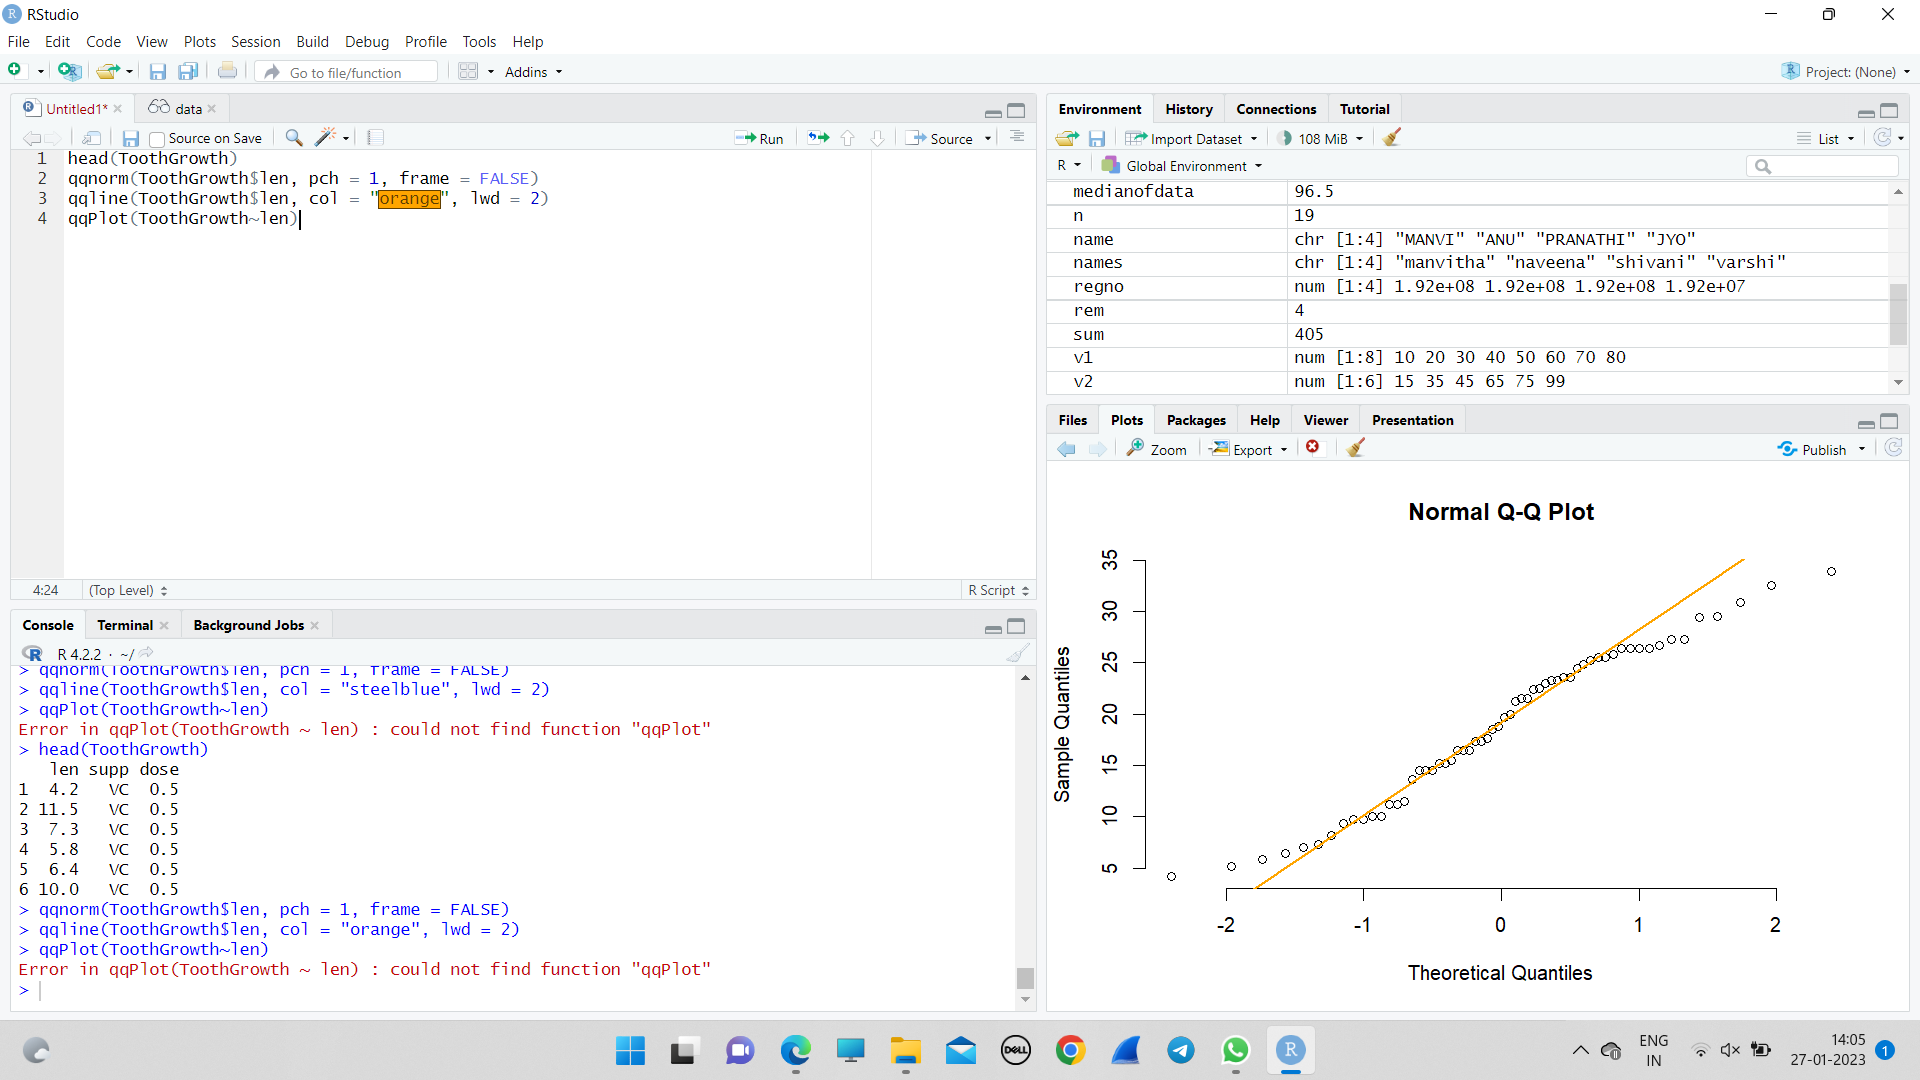 RStudio
File Edit Code View Plots Session Build Debug Profile Tools Help
Go to file/function Addins Project: (None)
Untitled1* data
Source on Save Run Source
1 head(ToothGrowth)
2 qqnorm(ToothGrowth$len, pch = 1, frame = FALSE)
3 qqline(ToothGrowth$len, col = "orange", lwd = 2)
4 qqPlot(ToothGrowth~len)
4:24 (Top Level) R Script
Console Terminal Background Jobs
R 4.2.2 · ~/
> qqnorm(ToothGrowth$len, pch = 1, frame = FALSE)
> qqline(ToothGrowth$len, col = "steelblue", lwd = 2)
> qqPlot(ToothGrowth~len)
Error in qqPlot(ToothGrowth ~ len) : could not find function "qqPlot"
> head(ToothGrowth)
len supp dose
1 4.2 VC 0.5
2 11.5 VC 0.5
3 7.3 VC 0.5
4 5.8 VC 0.5
5 6.4 VC 0.5
6 10.0 VC 0.5
> qqnorm(ToothGrowth$len, pch = 1, frame = FALSE)
> qqline(ToothGrowth$len, col = "orange", lwd = 2)
> qqPlot(ToothGrowth~len)
Error in qqPlot(ToothGrowth ~ len) : could not find function "qqPlot"
>
Environment History Connections Tutorial
Import Dataset 108 MiB List
R Global Environment
medianofdata 96.5
n 19
name chr [1:4] "MANVI" "ANU" "PRANATHI" "JYO"
names chr [1:4] "manvitha" "naveena" "shivani" "varshi"
regno num [1:4] 1.92e+08 1.92e+08 1.92e+08 1.92e+07
rem 4
sum 405
v1 num [1:8] 10 20 30 40 50 60 70 80
v2 num [1:6] 15 35 45 65 75 99
Files Plots Packages Help Viewer Presentation
Zoom Export Publish
Normal Q-Q Plot
Sample Quantiles
35
30
25
20
15
10
5
-2 -1 0 1 2
Theoretical Quantiles
DELL
R
ENG
IN
14:05
27-01-2023
1